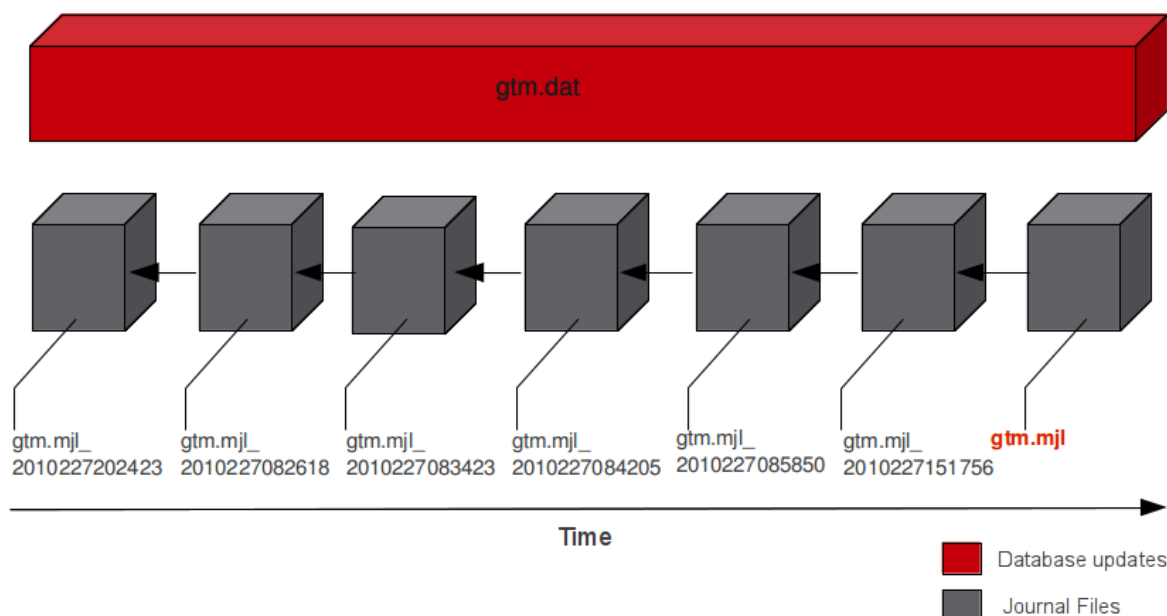 gtm.dat
gtm.mjl_
2010227202423
gtm.mjl_
2010227082618
gtm.mjl_
2010227083423
gtm.mjl_
2010227084205
gtm.mjl_
2010227085850
gtm.mjl_
2010227151756
gtm.mjl
Time
Database updates
Journal Files